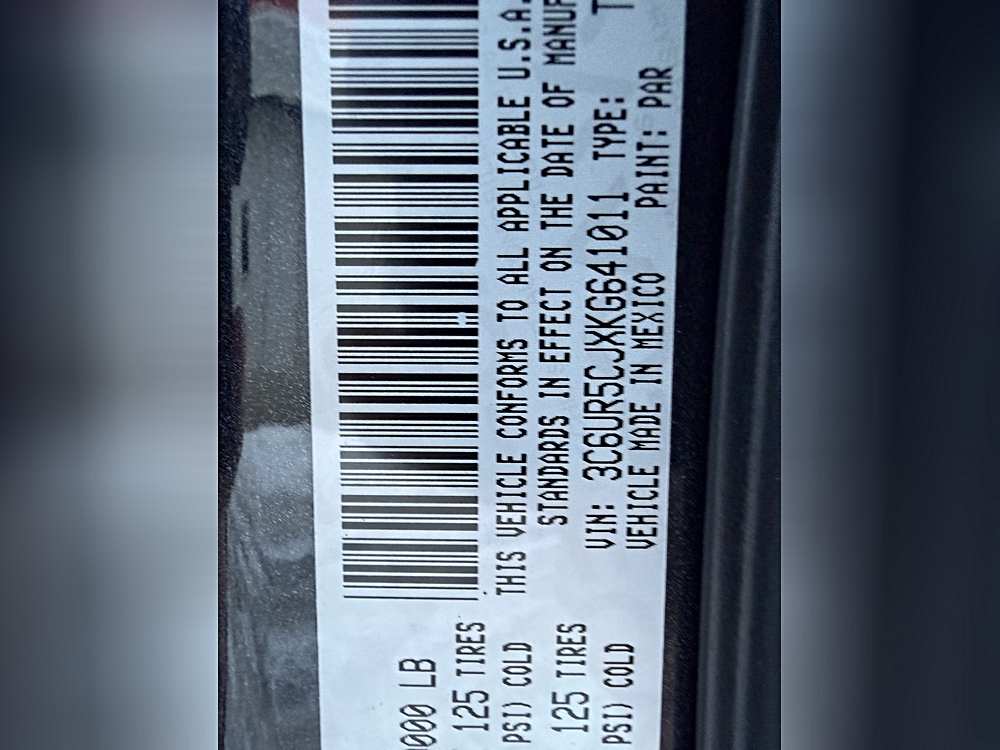 000 LB
125 TIRES
PSI) COLD
125 TIRES
PSI) COLD
THIS VEHICLE CONFORMS TO ALL APPLICABLE U.S.A.
STANDARDS IN EFFECT ON THE DATE OF MANUF
VIN: 3C6UR5CJXKG641011 TYPE: T
VEHICLE MADE IN MEXICO PAINT: PAR